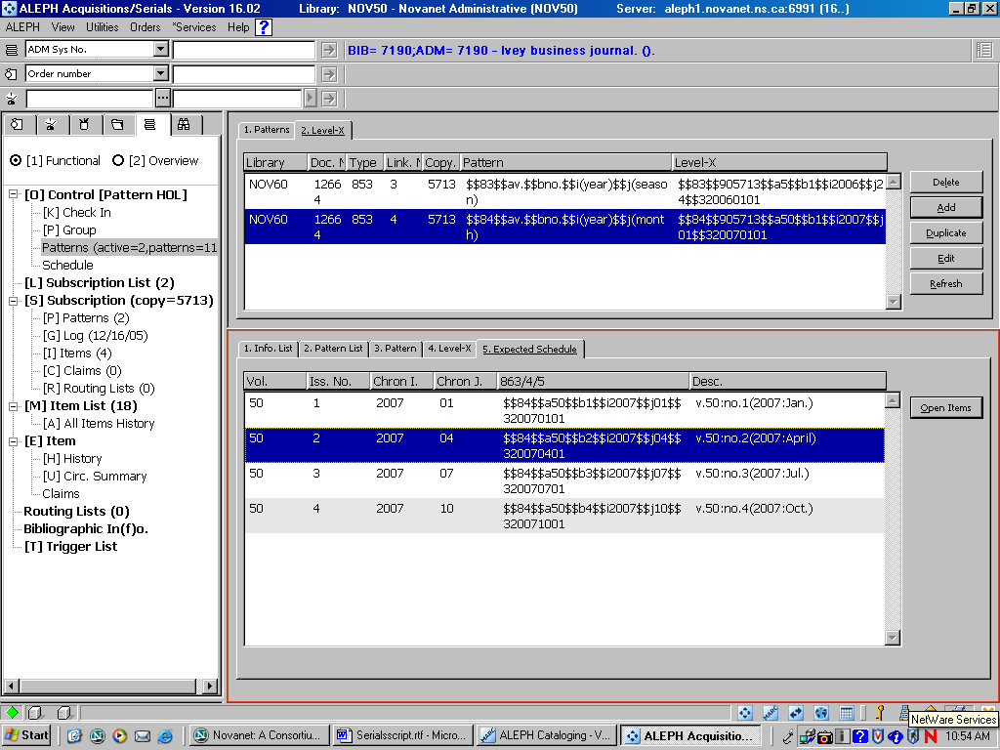 ALEPH Acquisitions/Serials - Version 16.02 Library: NOV50 - Novanet Administrative (NOV50) Server: aleph1.novanet.ns.ca:6991 (16..)
ALEPH View Utilities Orders *Services Help ?
ADM Sys No. BIB= 7190;ADM= 7190 - Ivey business journal. ().
Order number
...
[1] Functional [2] Overview
[O] Control [Pattern HOL]
[K] Check In
[P] Group
Patterns (active=2,patterns=11
Schedule
[L] Subscription List (2)
[S] Subscription (copy=5713)
[P] Patterns (2)
[G] Log (12/16/05)
[I] Items (4)
[C] Claims (0)
[R] Routing Lists (0)
[M] Item List (18)
[A] All Items History
[E] Item
[H] History
[U] Circ. Summary
Claims
Routing Lists (0)
Bibliographic In(f)o.
[T] Trigger List
1. Patterns 2. Level-X
Library Doc. N Type Link. N Copy. Pattern Level-X
NOV60 1266 853 3 5713 $$83$$av.$$bno.$$i(year)$$j(seaso $$83$$905713$$a5$$b1$$i2006$$j2
4 n) 4$$320060101
NOV60 1266 853 4 5713 $$84$$av.$$bno.$$i(year)$$j(mont $$84$$905713$$a50$$b1$$i2007$$j
4 h) 01$$320070101
Delete
Add
Duplicate
Edit
Refresh
1. Info. List 2. Pattern List 3. Pattern 4. Level-X 5. Expected Schedule
Vol. Iss. No. Chron I. Chron J. 863/4/5 Desc.
50 1 2007 01 $$84$$a50$$b1$$i2007$$j01$$ v.50:no.1(2007:Jan.)
320070101
50 2 2007 04 $$84$$a50$$b2$$i2007$$j04$$ v.50:no.2(2007:April)
320070401
50 3 2007 07 $$84$$a50$$b3$$i2007$$j07$$ v.50:no.3(2007:Jul.)
320070701
50 4 2007 10 $$84$$a50$$b4$$i2007$$j10$$ v.50:no.4(2007:Oct.)
320071001
Open Items
NetWare Services
Start Novanet: A Consortiu... Serialsscript.rtf - Micro... ALEPH Cataloging - V... ALEPH Acquisitio... 10:54 AM